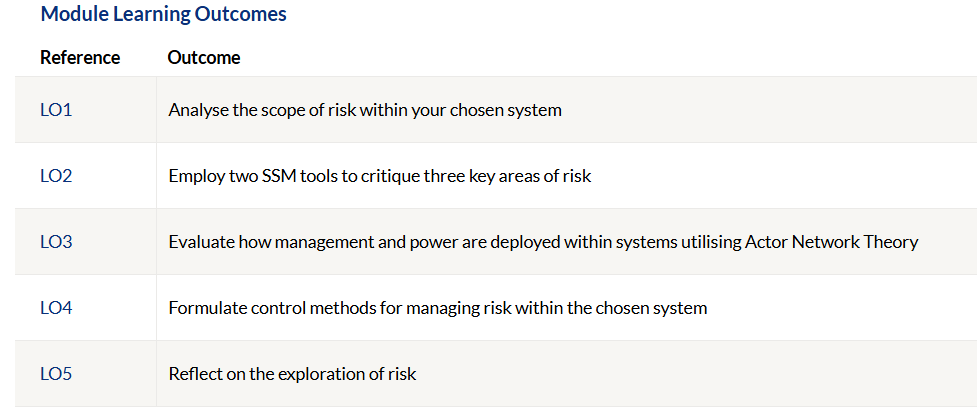 Module Learning Outcomes
Reference Outcome
LO1 Analyse the scope of risk within your chosen system
LO2 Employ two SSM tools to critique three key areas of risk
LO3 Evaluate how management and power are deployed within systems utilising Actor Network Theory
LO4 Formulate control methods for managing risk within the chosen system
LO5 Reflect on the exploration of risk